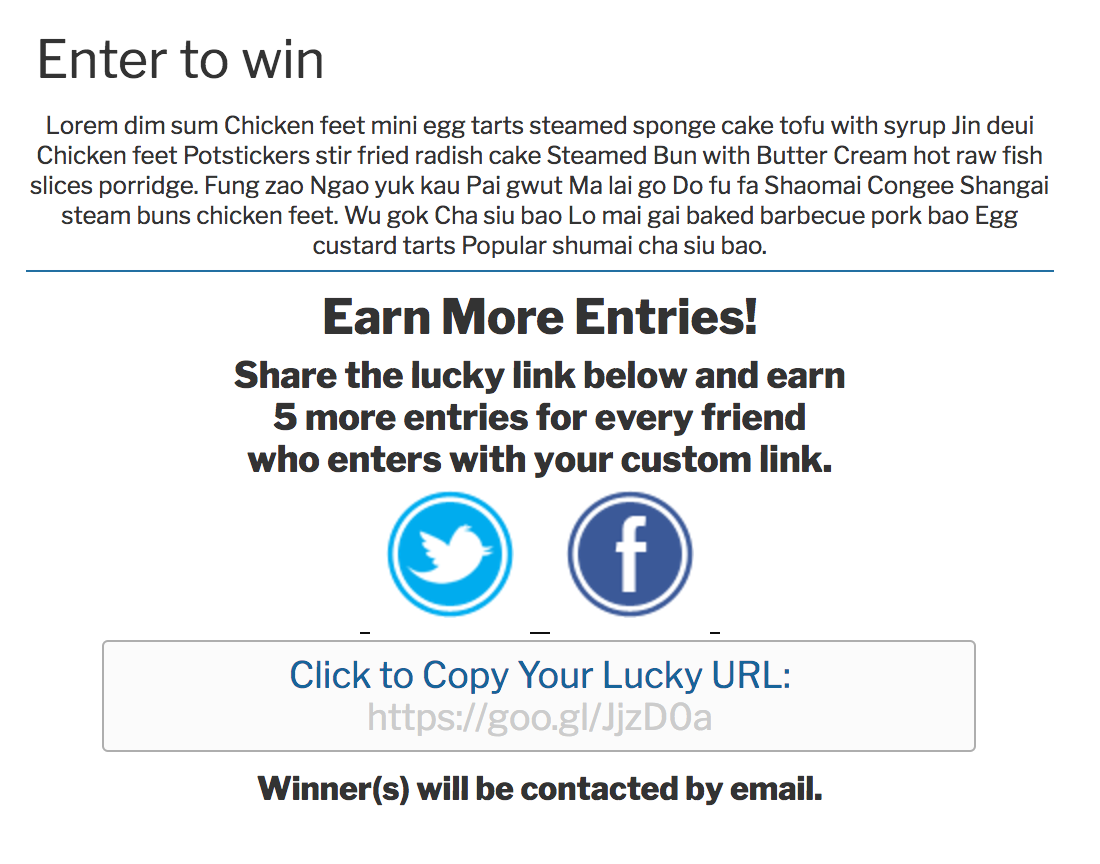 Enter to win
Lorem dim sum Chicken feet mini egg tarts steamed sponge cake tofu with syrup Jin deui
Chicken feet Potstickers stir fried radish cake Steamed Bun with Butter Cream hot raw fish
slices porridge. Fung zao Ngao yuk kau Pai gwut Ma lai go Do fu fa Shaomai Congee Shangai
steam buns chicken feet. Wu gok Cha siu bao Lo mai gai baked barbecue pork bao Egg
custard tarts Popular shumai cha siu bao.
Earn More Entries!
Share the lucky link below and earn
5 more entries for every friend
who enters with your custom link.
Click to Copy Your Lucky URL:
https://goo.gl/JjzD0a
Winner(s) will be contacted by email.